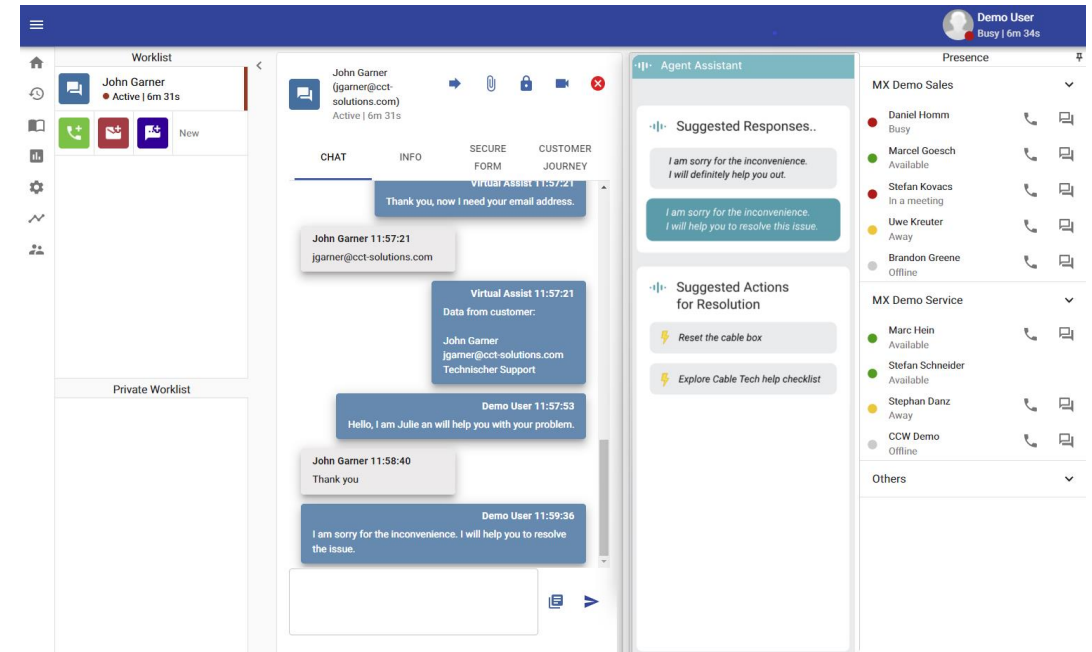 Demo User
Busy | 6m 34s
Worklist
John Garner
Active | 6m 31s
New
Private Worklist
John Garner
(jgarner@cct-
solutions.com)
Active | 6m 31s
CHAT
INFO
SECURE
FORM
CUSTOMER
JOURNEY
Virtual Assist 11:57:21
Thank you, now I need your email address.
John Garner 11:57:21
jgarner@cct-solutions.com
Virtual Assist 11:57:21
Data from customer:
John Garner
jgarner@cct-solutions.com
Technischer Support
Demo User 11:57:53
Hello, I am Julie an will help you with your problem.
John Garner 11:58:40
Thank you
Demo User 11:59:36
I am sorry for the inconvenience. I will help you to resolve
the issue.
Agent Assistant
Suggested Responses..
I am sorry for the inconvenience.
I will definitely help you out.
I am sorry for the inconvenience.
I will help you to resolve this issue.
Suggested Actions
for Resolution
Reset the cable box
Explore Cable Tech help checklist
Presence
MX Demo Sales
Daniel Homm
Busy
Marcel Goesch
Available
Stefan Kovacs
In a meeting
Uwe Kreuter
Away
Brandon Greene
Offline
MX Demo Service
Marc Hein
Available
Stefan Schneider
Available
Stephan Danz
Away
CCW Demo
Offline
Others